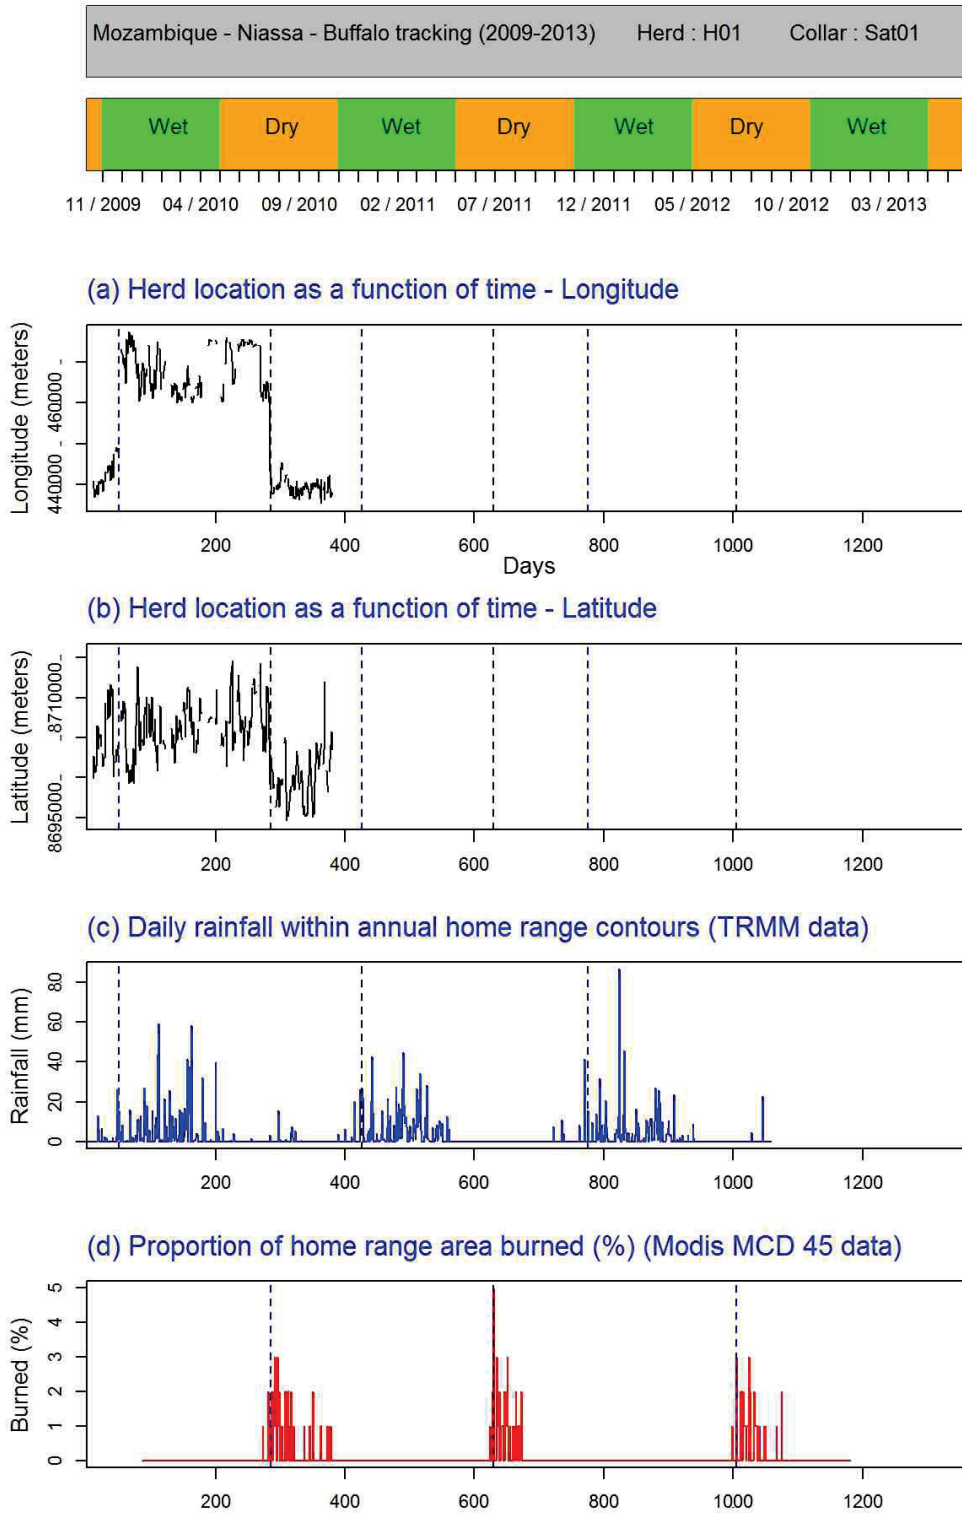 Mozambique - Niassa - Buffalo tracking (2009-2013) Herd : H01 Collar : Sat01
Wet Dry Wet Dry Wet Dry Wet
11 / 2009 04 / 2010 09 / 2010 02 / 2011 07 / 2011 12 / 2011 05 / 2012 10 / 2012 03 / 2013
(a) Herd location as a function of time - Longitude
Longitude (meters)
440000 460000
200 400 600 800 1000 1200
Days
(b) Herd location as a function of time - Latitude
Latitude (meters)
8695000 8710000
200 400 600 800 1000 1200
(c) Daily rainfall within annual home range contours (TRMM data)
Rainfall (mm)
0 20 40 60 80
200 400 600 800 1000 1200
(d) Proportion of home range area burned (%) (Modis MCD 45 data)
Burned (%)
0 1 2 3 4 5
200 400 600 800 1000 1200